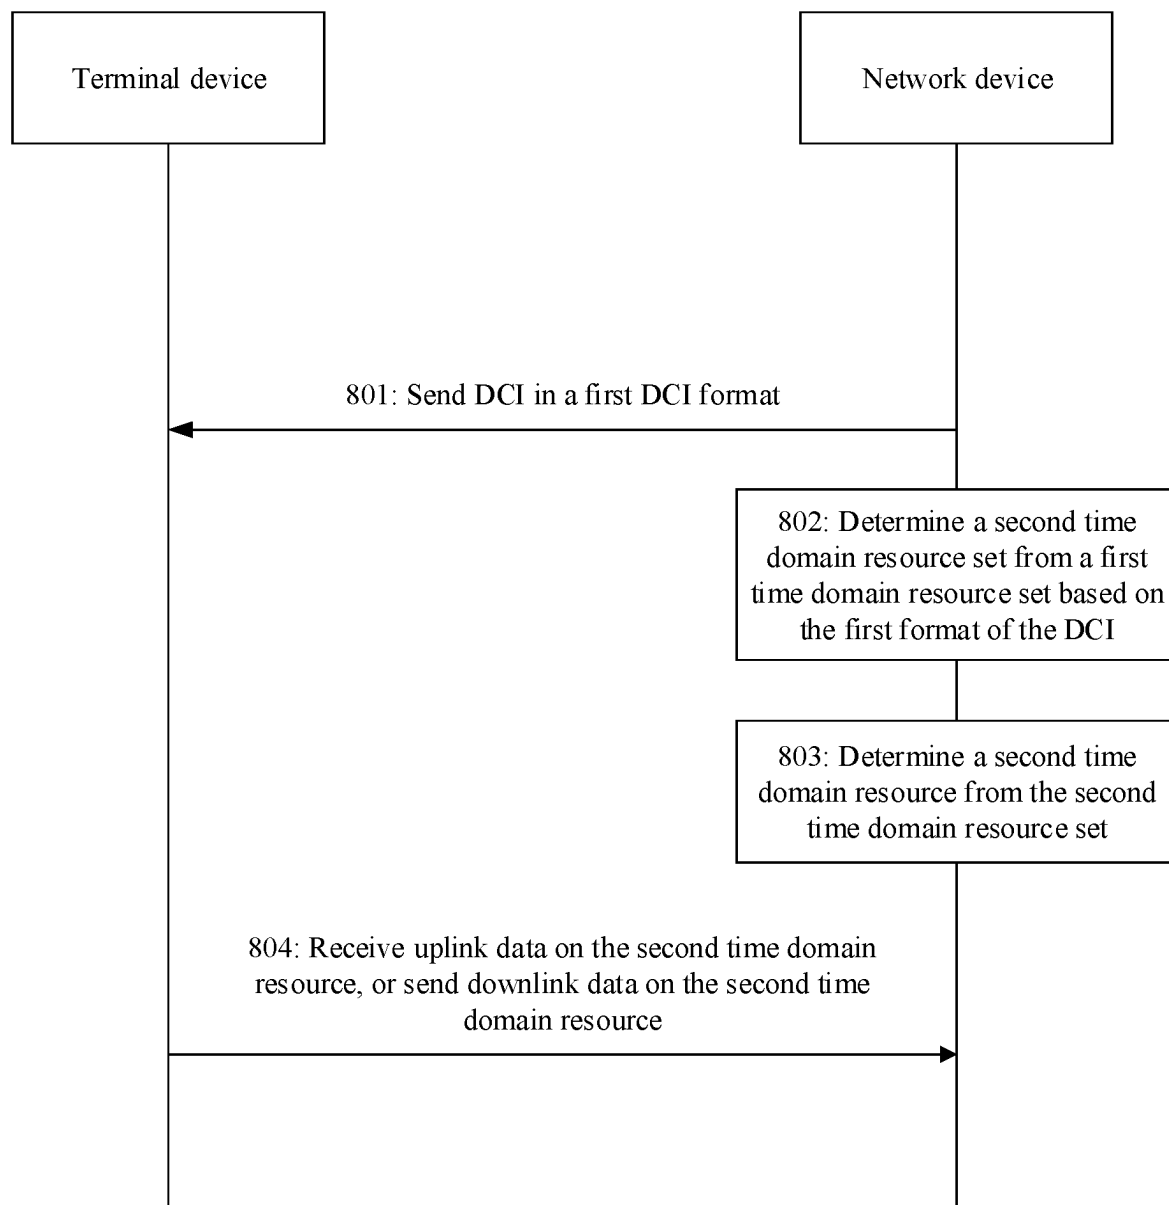 Terminal device
Network device
801: Send DCI in a first DCI format
802: Determine a second time
domain resource set from a first
time domain resource set based on
the first format of the DCI
803: Determine a second time
domain resource from the second
time domain resource set
804: Receive uplink data on the second time domain
resource, or send downlink data on the second time
domain resource